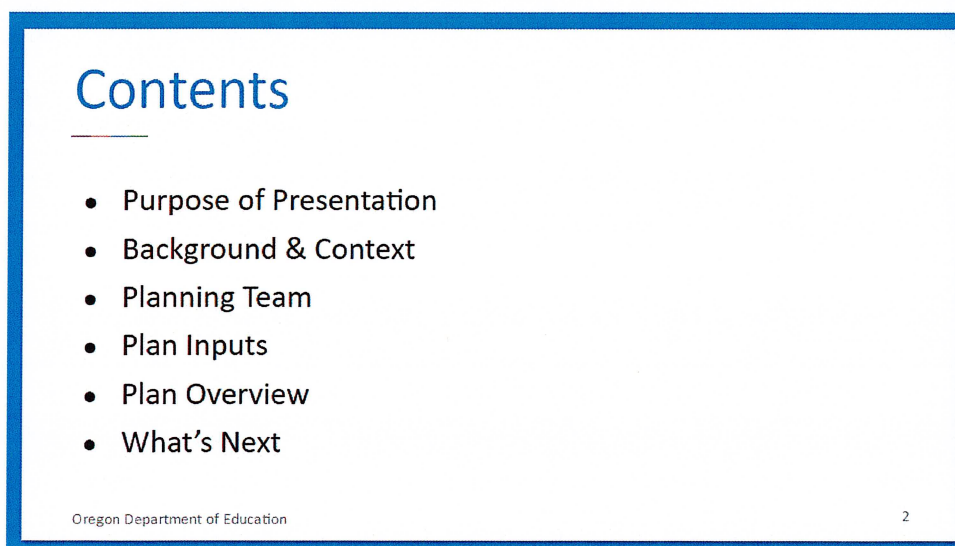 Contents
• Purpose of Presentation
• Background & Context
• Planning Team
• Plan Inputs
• Plan Overview
• What’s Next
Oregon Department of Education
2